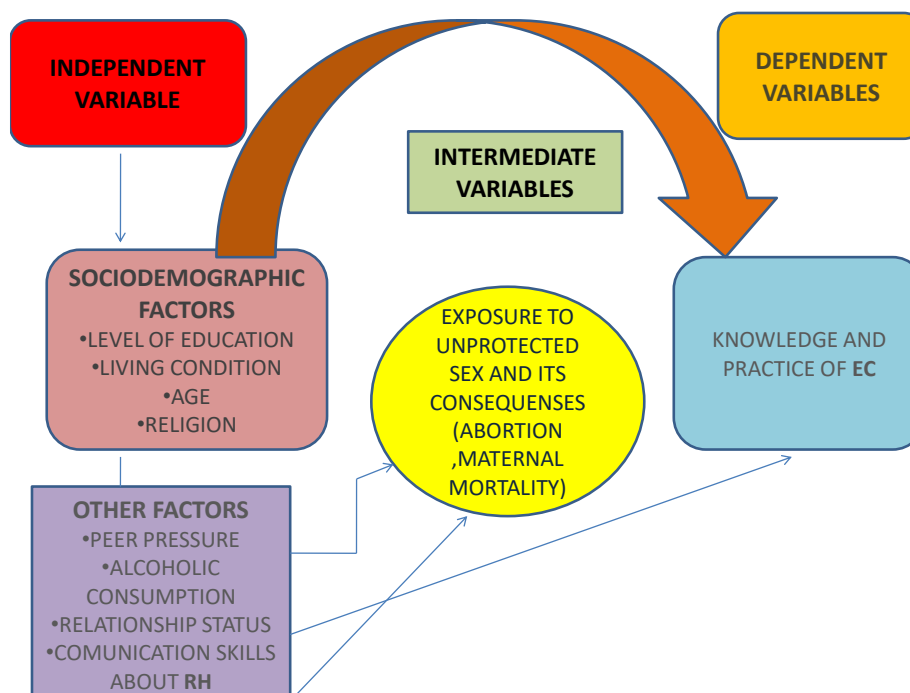 INDEPENDENT
VARIABLE
DEPENDENT
VARIABLES
INTERMEDIATE
VARIABLES
SOCIODEMOGRAPHIC
FACTORS
•LEVEL OF EDUCATION
•LIVING CONDITION
•AGE
•RELIGION
EXPOSURE TO
UNPROTECTED
SEX AND ITS
CONSEQUENSES
(ABORTION
,MATERNAL
MORTALITY)
KNOWLEDGE AND
PRACTICE OF EC
OTHER FACTORS
•PEER PRESSURE
•ALCOHOLIC
CONSUMPTION
•RELATIONSHIP STATUS
•COMUNICATION SKILLS
ABOUT RH